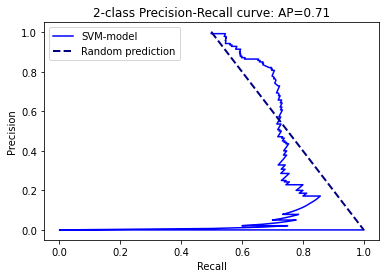 2-class Precision-Recall curve: AP=0.71
SVM-model
Random prediction
Precision
1.0
0.8
0.6
0.4
0.2
0.0
0.0 0.2 0.4 0.6 0.8 1.0
Recall